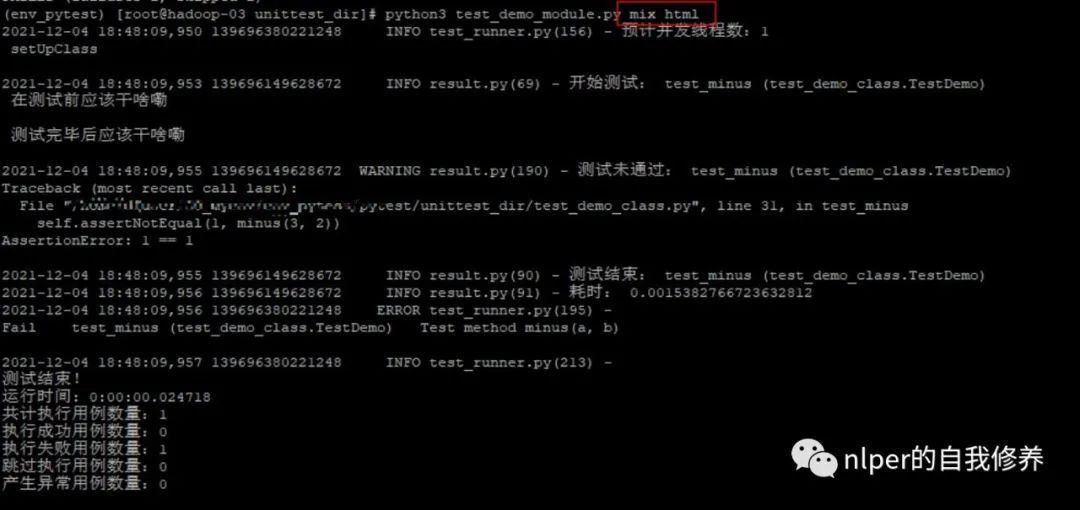 (env_pytest) [root@hadoop-03 unittest_dir]# python3 test_demo_module.py mix html
2021-12-04 18:48:09,950 139696380221248 INFO test_runner.py(156) - 预计并发线程数：1
setUpClass
2021-12-04 18:48:09,953 139696149628672 INFO result.py(69) - 开始测试： test_minus (test_demo_class.TestDemo)
在测试前应该干啥嘞
测试完毕后应该干啥嘞
2021-12-04 18:48:09,955 139696149628672 WARNING result.py(190) - 测试未通过： test_minus (test_demo_class.TestDemo)
Traceback (most recent call last):
File "/pytest/unittest_dir/test_demo_class.py", line 31, in test_minus
self.assertNotEqual(1, minus(3, 2))
AssertionError: 1 == 1
2021-12-04 18:48:09,955 139696149628672 INFO result.py(90) - 测试结束： test_minus (test_demo_class.TestDemo)
2021-12-04 18:48:09,956 139696149628672 INFO result.py(91) - 耗时： 0.0015382766723632812
2021-12-04 18:48:09,956 139696380221248 ERROR test_runner.py(195) -
Fail test_minus (test_demo_class.TestDemo) Test method minus(a, b)
2021-12-04 18:48:09,957 139696380221248 INFO test_runner.py(213) -
测试结束！
运行时间：0:00:00.024718
共计执行用例数量：1
执行成功用例数量：0
执行失败用例数量：1
跳过执行用例数量：0
产生异常用例数量：0
nlper的自我修养